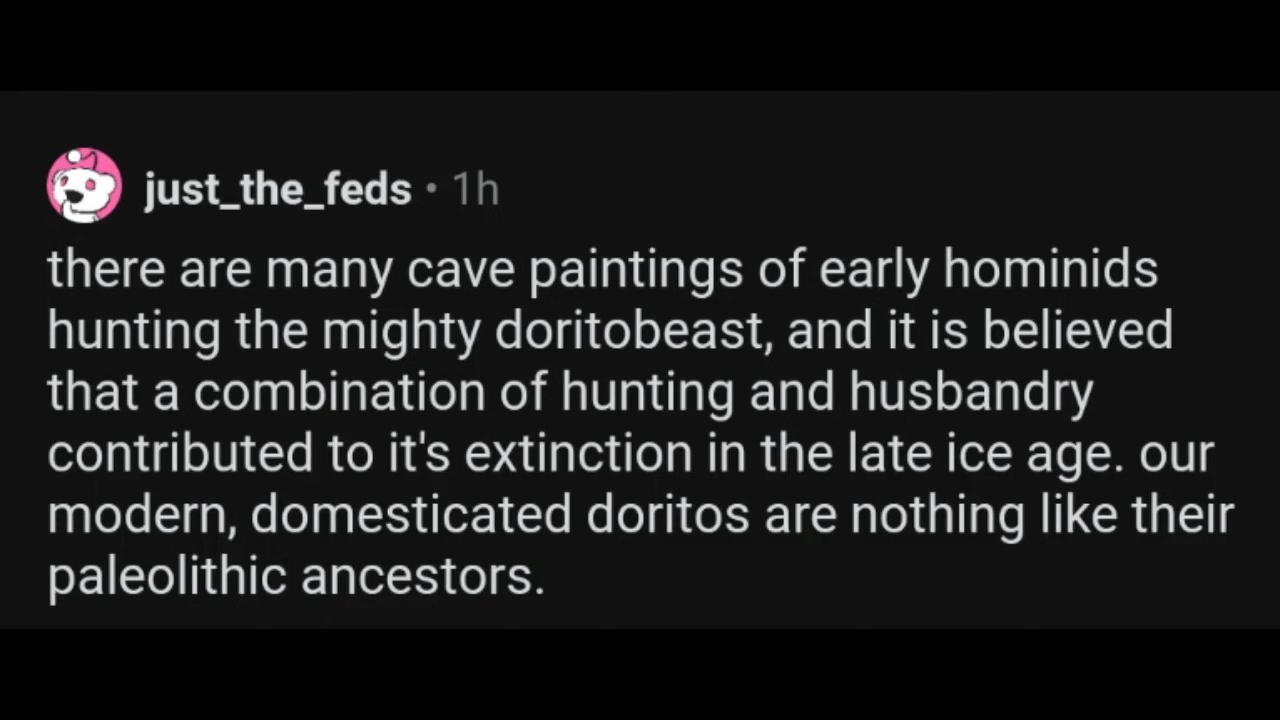 just_the_feds • 1h
there are many cave paintings of early hominids
hunting the mighty doritobeast, and it is believed
that a combination of hunting and husbandry
contributed to it's extinction in the late ice age. our
modern, domesticated doritos are nothing like their
paleolithic ancestors.